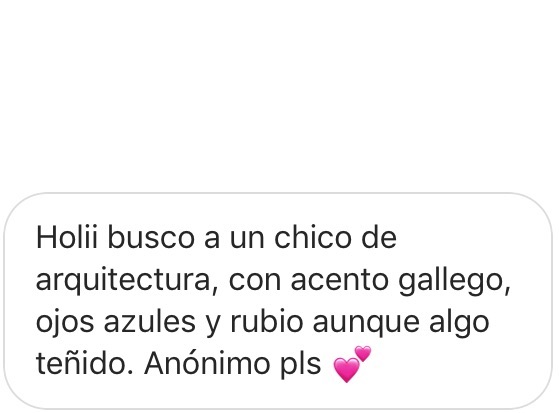 Holii busco a un chico de
arquitectura, con acento gallego,
ojos azules y rubio aunque algo
teñido. Anónimo pls 💕